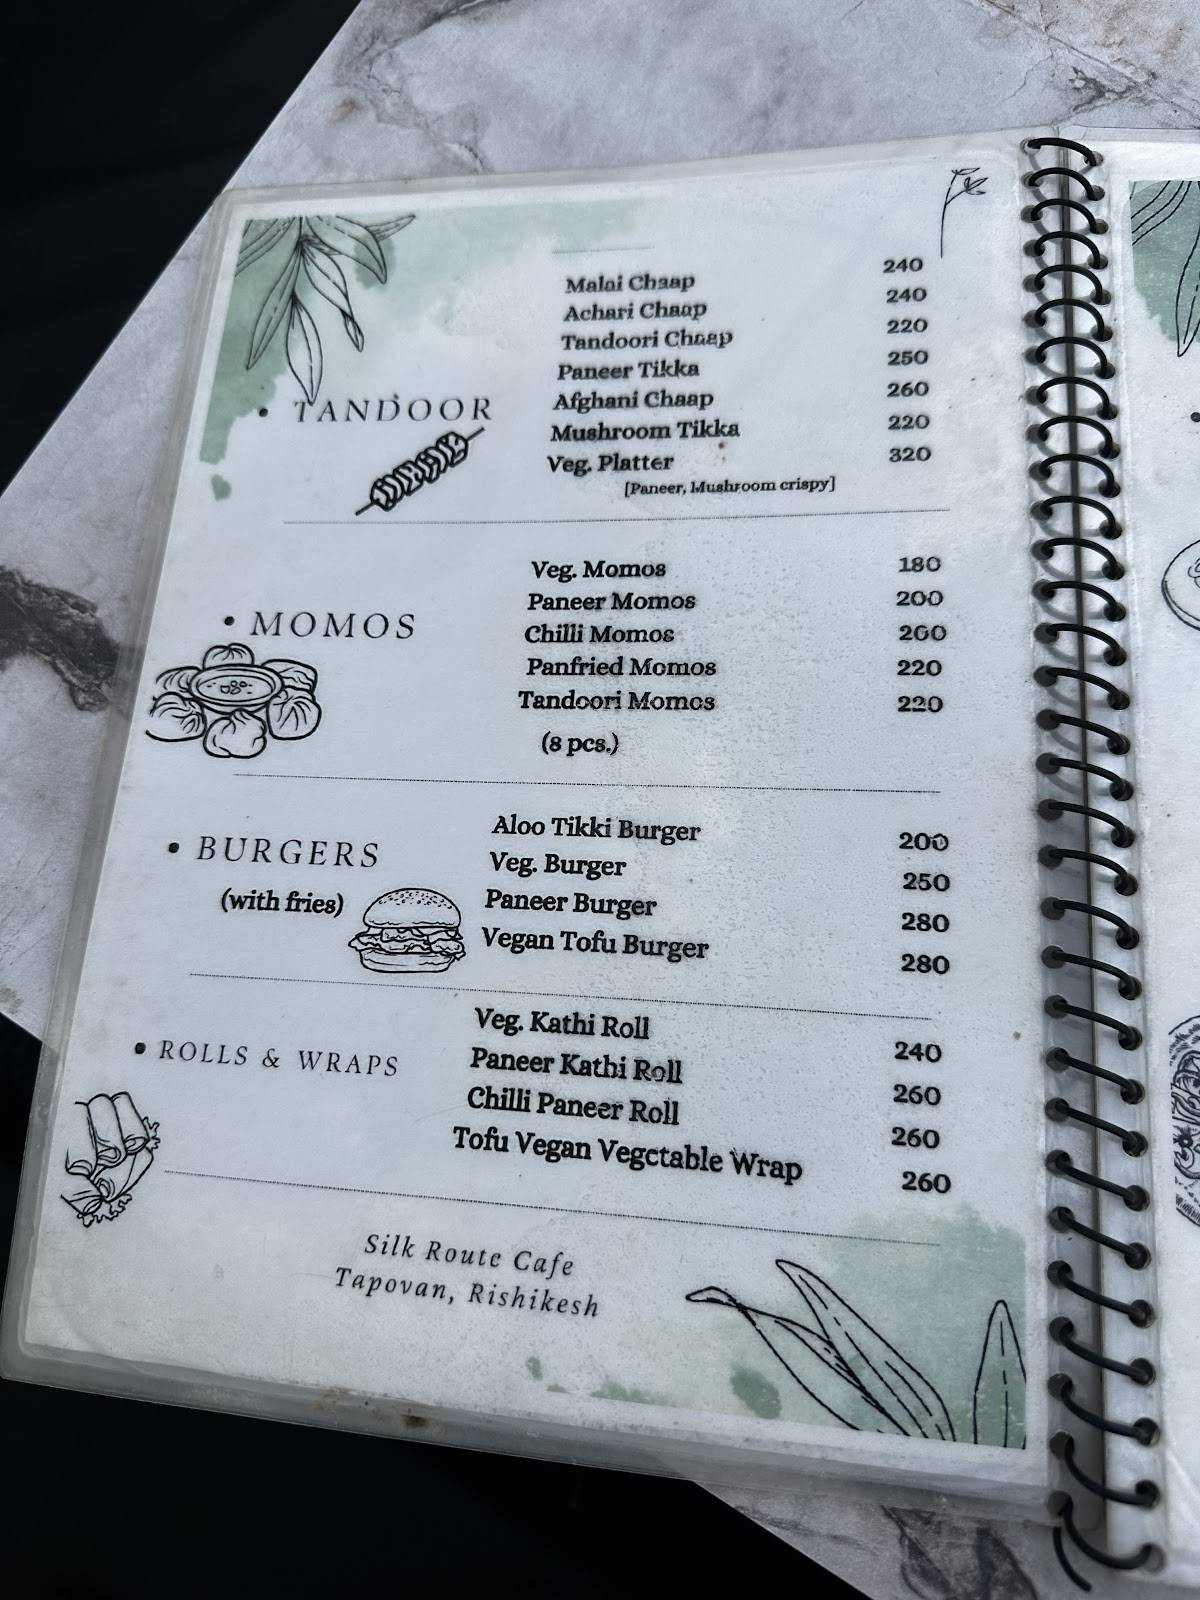 Malai Chaap 240
Achari Chaap 240
Tandoori Chaap 220
Paneer Tikka 250
• TANDOOR
Afghani Chaap 260
Mushroom Tikka 220
Veg. Platter 320
[Paneer, Mushroom crispy]
Veg. Momos 180
Paneer Momos 200
• MOMOS
Chilli Momos 200
Panfried Momos 220
Tandoori Momos 220
(8 pcs.)
Aloo Tikki Burger 200
• BURGERS
Veg. Burger 250
(with fries)
Paneer Burger 280
Vegan Tofu Burger 280
Veg. Kathi Roll 240
• ROLLS & WRAPS
Paneer Kathi Roll 260
Chilli Paneer Roll 260
Tofu Vegan Vegetable Wrap 260
Silk Route Cafe
Tapovan, Rishikesh